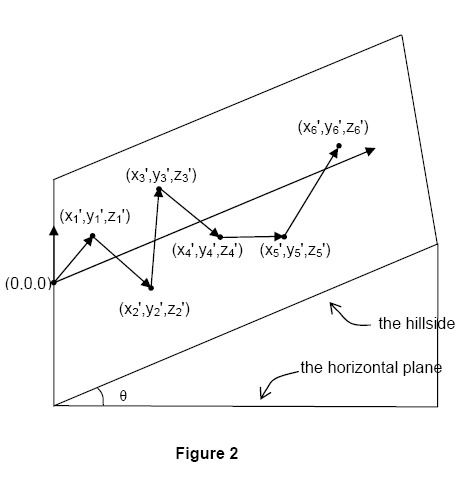 (x6',y6',z6')
(x3',y3',z3')
(x1',y1',z1')
(x4',y4',z4') (x5',y5',z5')
(0.0.0)
(x2',y2',z2')
the hillside
the horizontal plane
θ
Figure 2